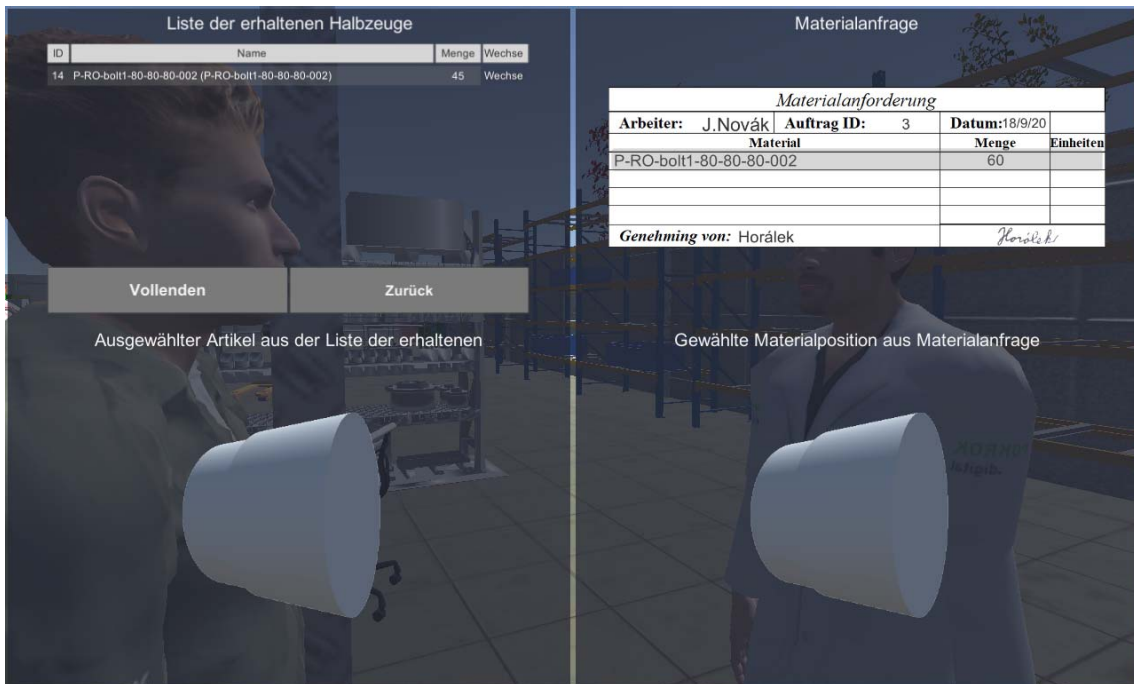 Liste der erhaltenen Halbzeuge
ID Name Menge Wechse
14 P-RO-bolt1-80-80-80-002 (P-RO-bolt1-80-80-80-002) 45 Wechse
Vollenden Zurück
Ausgewählter Artikel aus der Liste der erhaltenen
Materialanfrage
Materialanforderung
Arbeiter: J.Novák Auftrag ID: 3 Datum:18/9/20
Material Menge Einheiten
P-RO-bolt1-80-80-80-002 60
Genehming von: Horálek Horálek
Gewählte Materialposition aus Materialanfrage